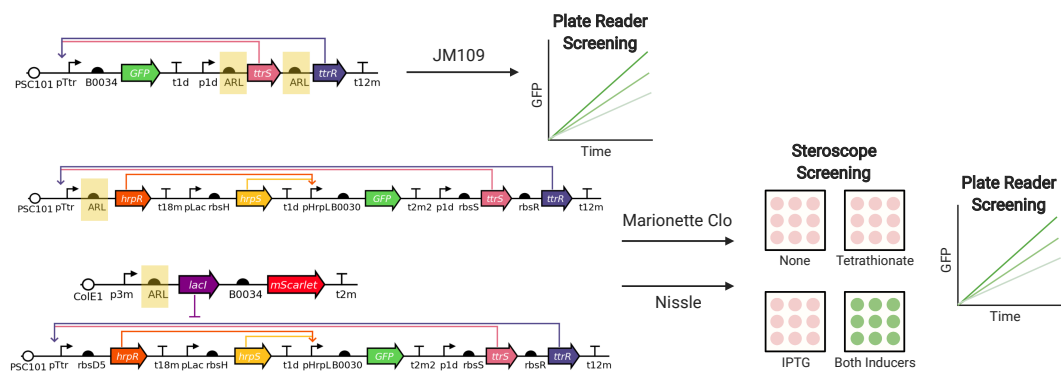 Plate Reader
Screening
GFP
ttrS
ttrR
PSC101
pTtr
B0034
t1d
p1d
ARL
ARL
t12m
JM109
GFP
Time
hrpR
hrpS
GFP
ttrS
ttrR
PSC101
pTtr
ARL
t18m
pLac
rbsH
t1d
pHrpL
B0030
t2m2
p1d
rbsS
rbsR
t12m
Marionette Clo
Steroscope
Screening
None
Tetrathionate
Plate Reader
Screening
GFP
Time
lacI
mScarlet
ColE1
p3m
ARL
B0034
t2m
Nissle
IPTG
Both Inducers
hrpR
hrpS
GFP
ttrS
ttrR
PSC101
pTtr
rbsD5
t18m
pLac
rbsH
t1d
pHrpL
B0030
t2m2
p1d
rbsS
rbsR
t12m